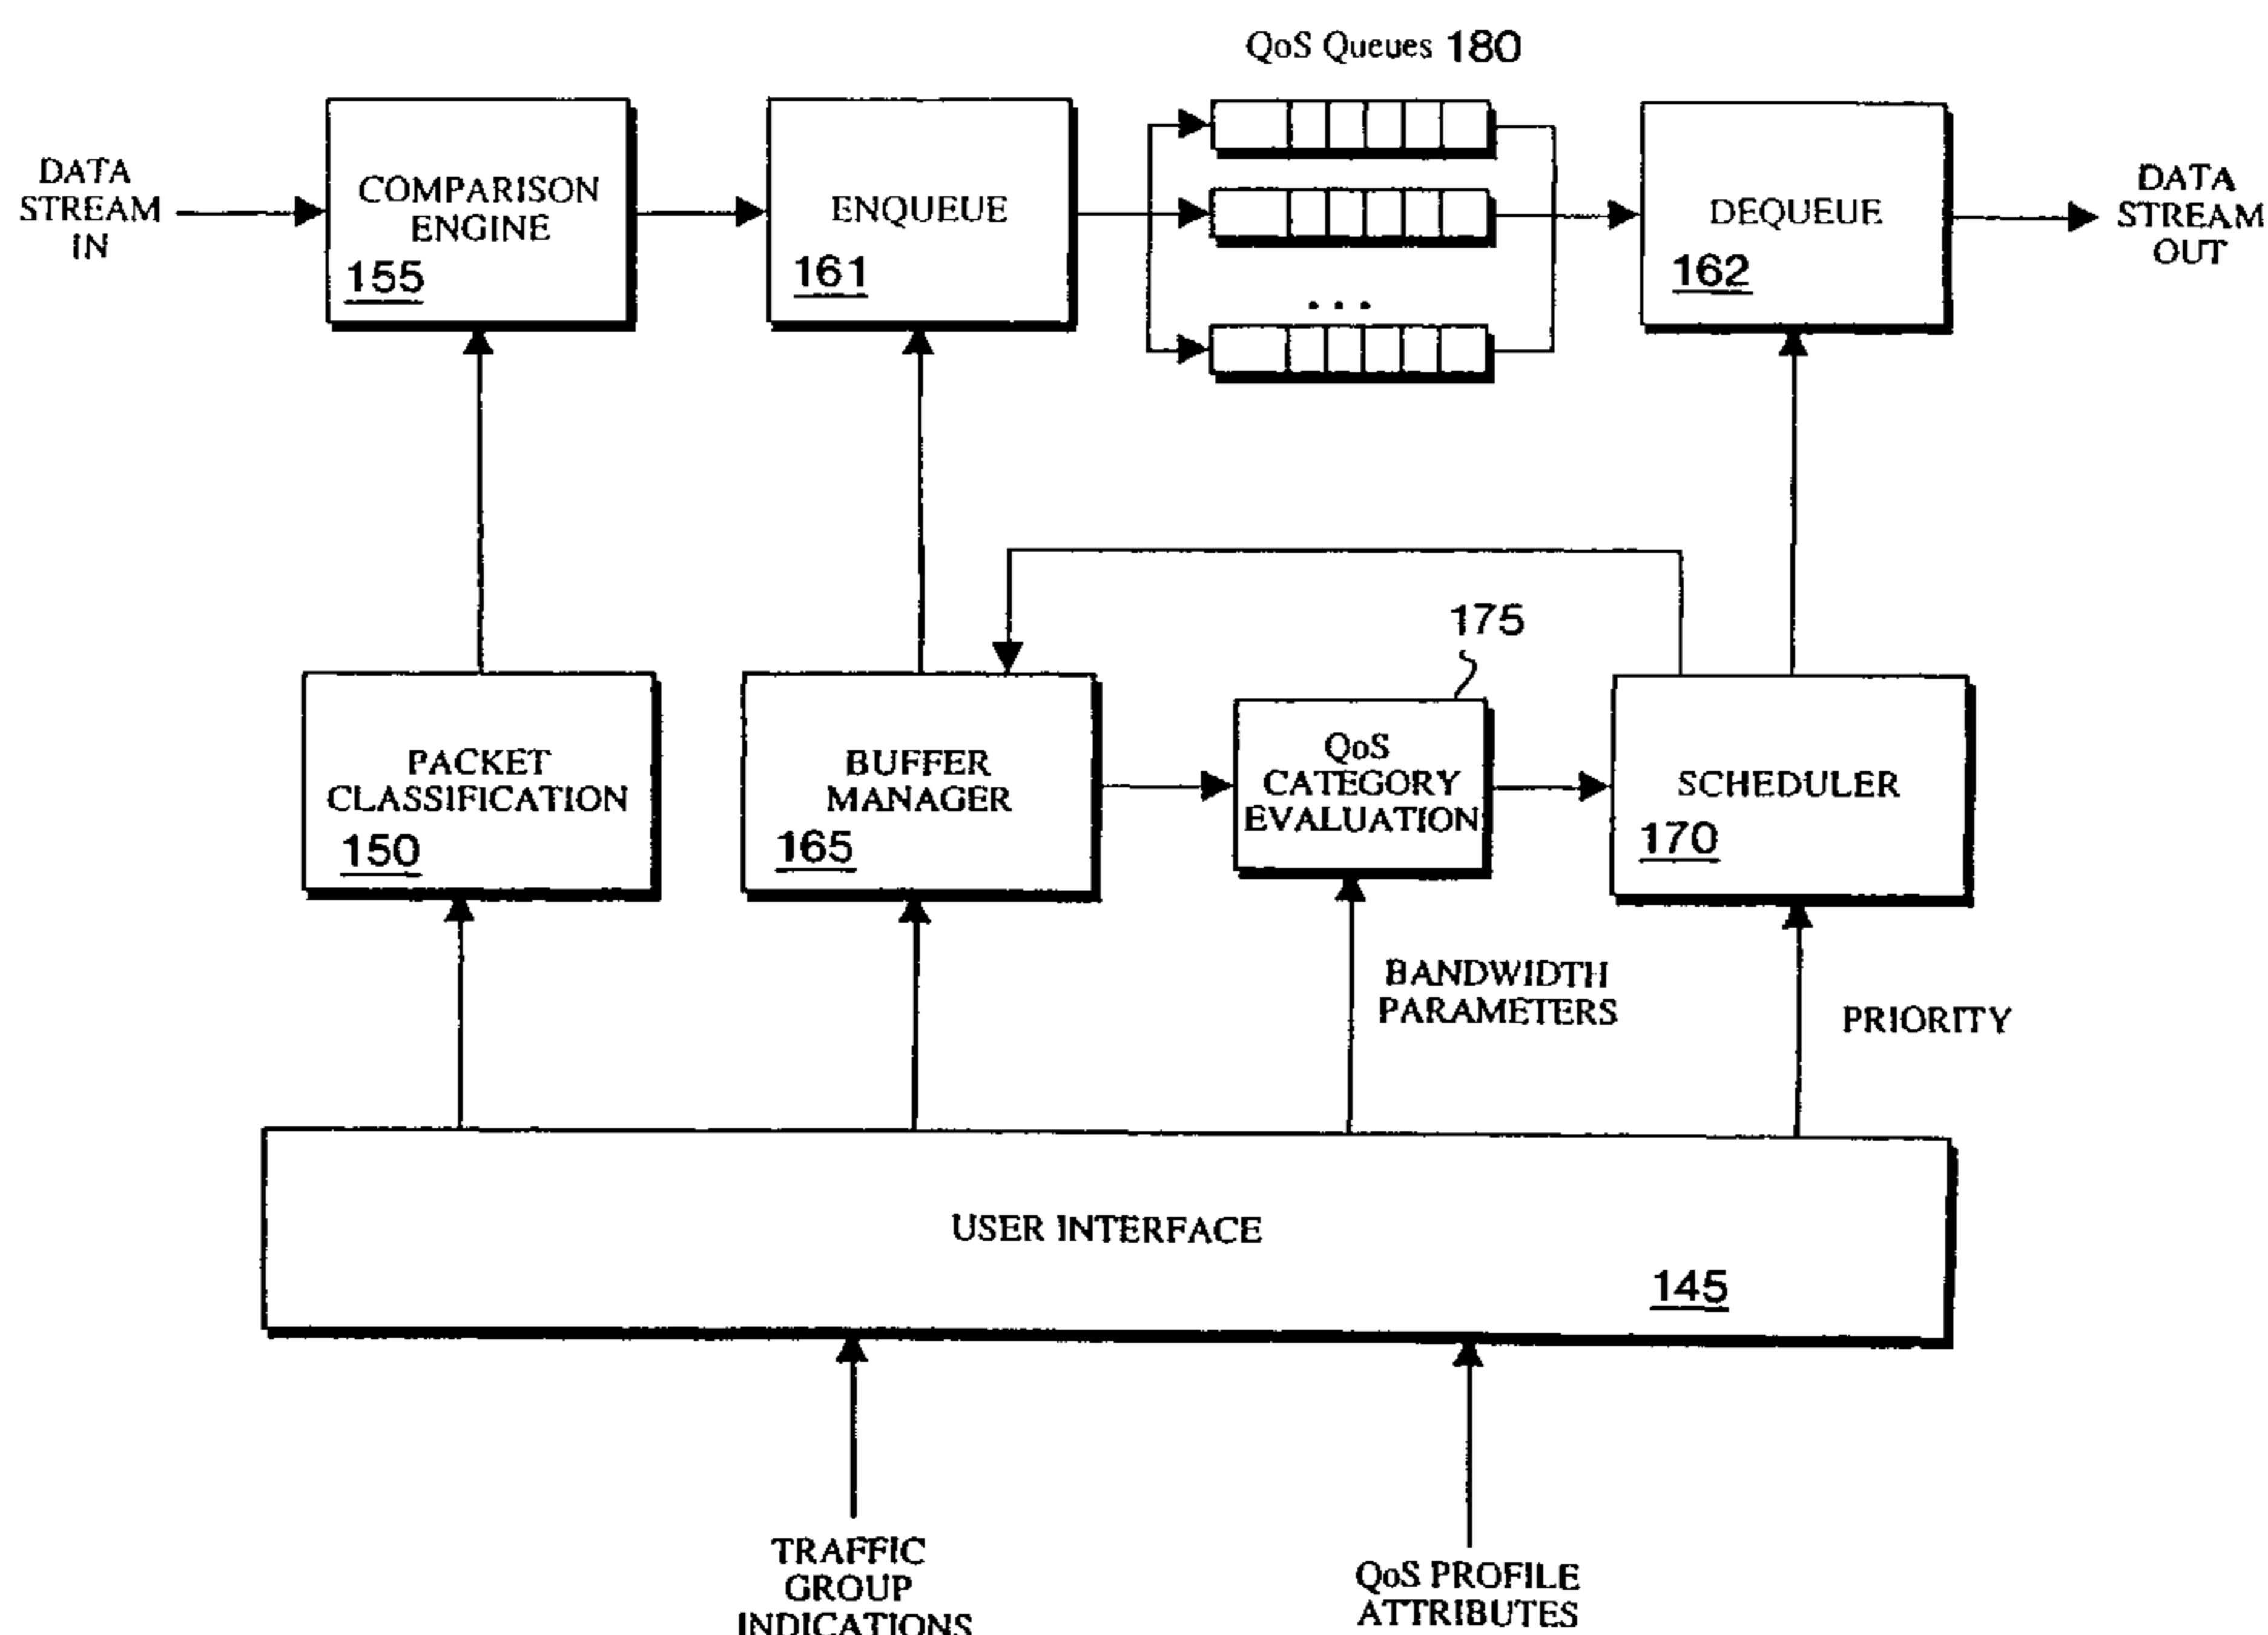 QoS Queues 180
DATA
STREAM
IN
COMPARISON
ENGINE
155
ENQUEUE
161
DEQUEUE
162
DATA
STREAM
OUT
...
175
PACKET
CLASSIFICATION
150
BUFFER
MANAGER
165
QoS
CATEGORY
EVALUATION
SCHEDULER
170
BANDWIDTH
PARAMETERS
PRIORITY
USER INTERFACE
145
TRAFFIC
GROUP
INDICATIONS
QoS PROFILE
ATTRIBUTES